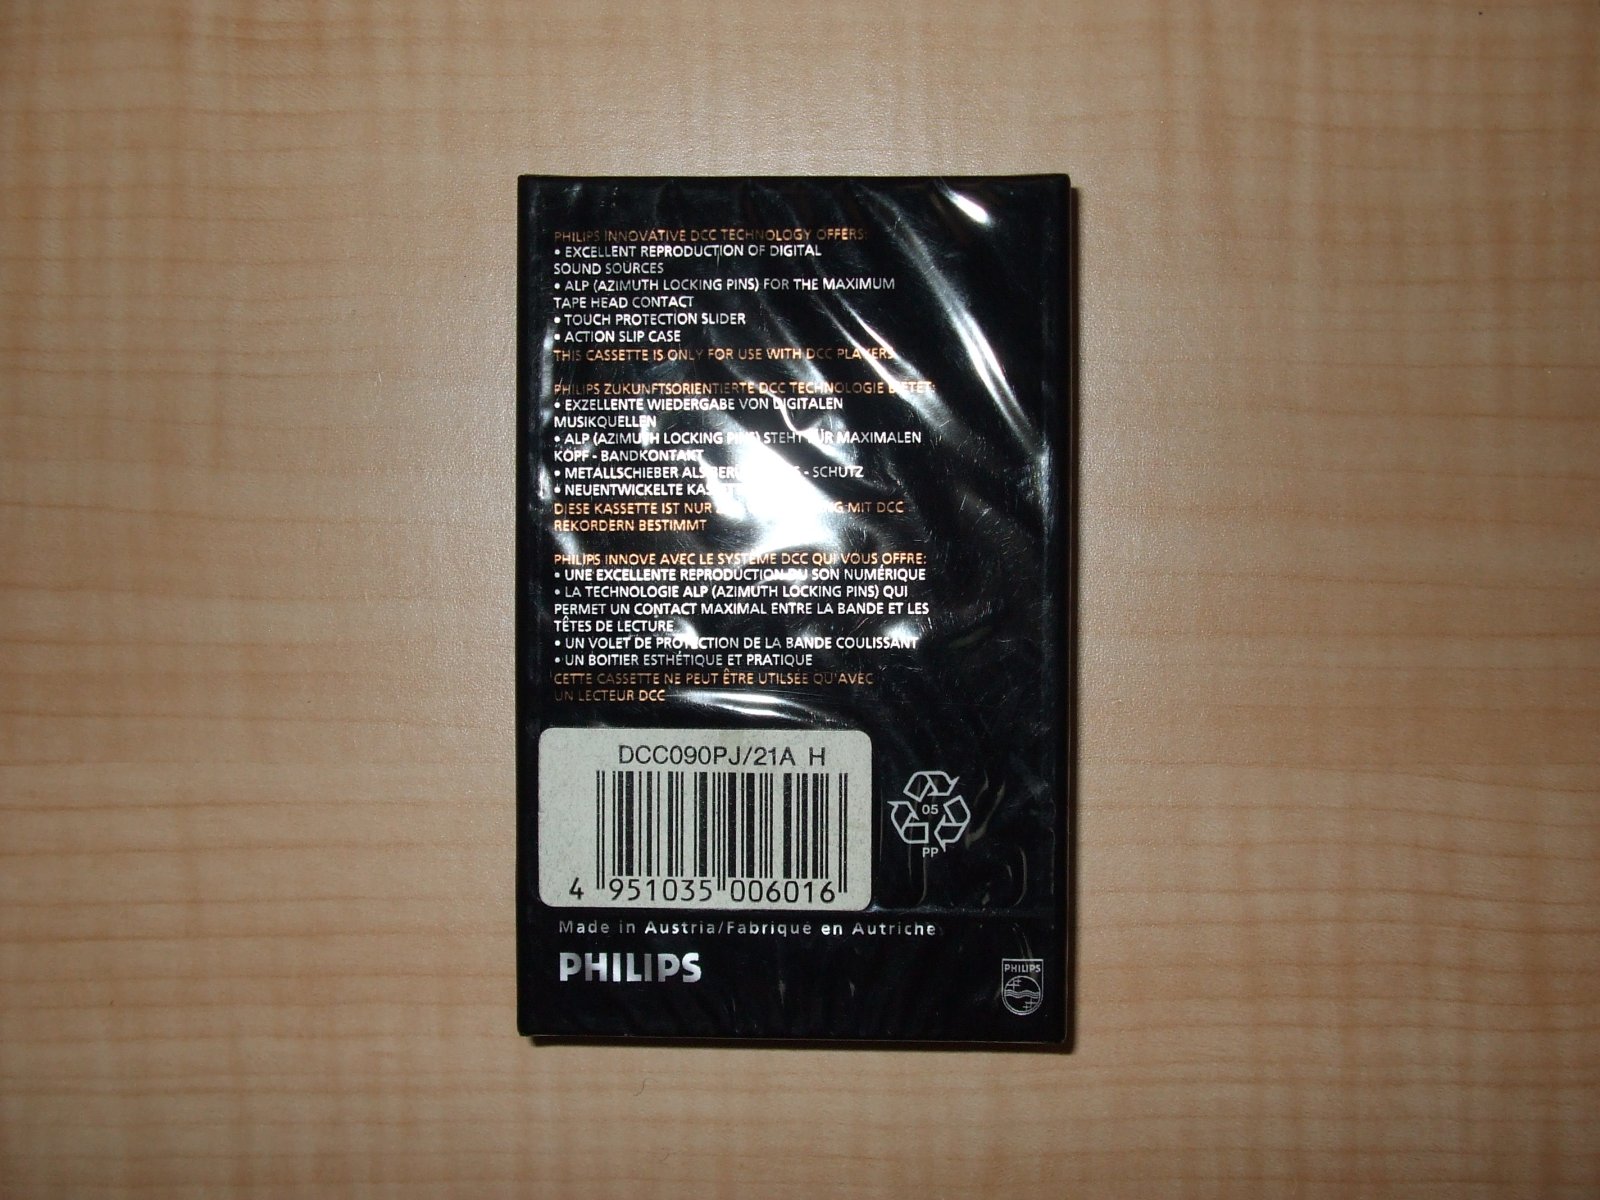 PHILIPS INNOVATIVE DCC TECHNOLOGY OFFERS:
• EXCELLENT REPRODUCTION OF DIGITAL
SOUND SOURCES
• ALP (AZIMUTH LOCKING PINS) FOR THE MAXIMUM
TAPE HEAD CONTACT
• TOUCH PROTECTION SLIDER
• ACTION SLIP CASE
THIS CASSETTE IS ONLY FOR USE WITH DCC PLAYERS
PHILIPS ZUKUNFTSORIENTIERTE DCC TECHNOLOGIE BIETET:
• EXZELLENTE WIEDERGABE VON DIGITALEN
MUSIKQUELLEN
• ALP (AZIMUTH LOCKING PINS) STEHT FÜR MAXIMALEN
KOPF - BANDKONTAKT
• METALLSCHIEBER ALS - SCHUTZ
• NEUENTWICKELTE
DIESE KASSETTE IST NUR MIT DCC
REKORDERN BESTIMMT
PHILIPS INNOVE AVEC LE SYSTÈME DCC QUI VOUS OFFRE:
• UNE EXCELLENTE REPRODUCTION DU SON NUMÉRIQUE
• LA TECHNOLOGIE ALP (AZIMUTH LOCKING PINS) QUI
PERMET UN CONTACT MAXIMAL ENTRE LA BANDE ET LES
TÊTES DE LECTURE
• UN VOLET DE PROTECTION DE LA BANDE COULISSANT
• UN BOITIER ESTHÉTIQUE ET PRATIQUE
CETTE CASSETTE NE PEUT ÊTRE UTILSÉE QU'AVEC
UN LECTEUR DCC
DCC090PJ/21A H
4 951035 006016
05
PP
Made in Austria/Fabriqué en Autriche
PHILIPS
PHILIPS